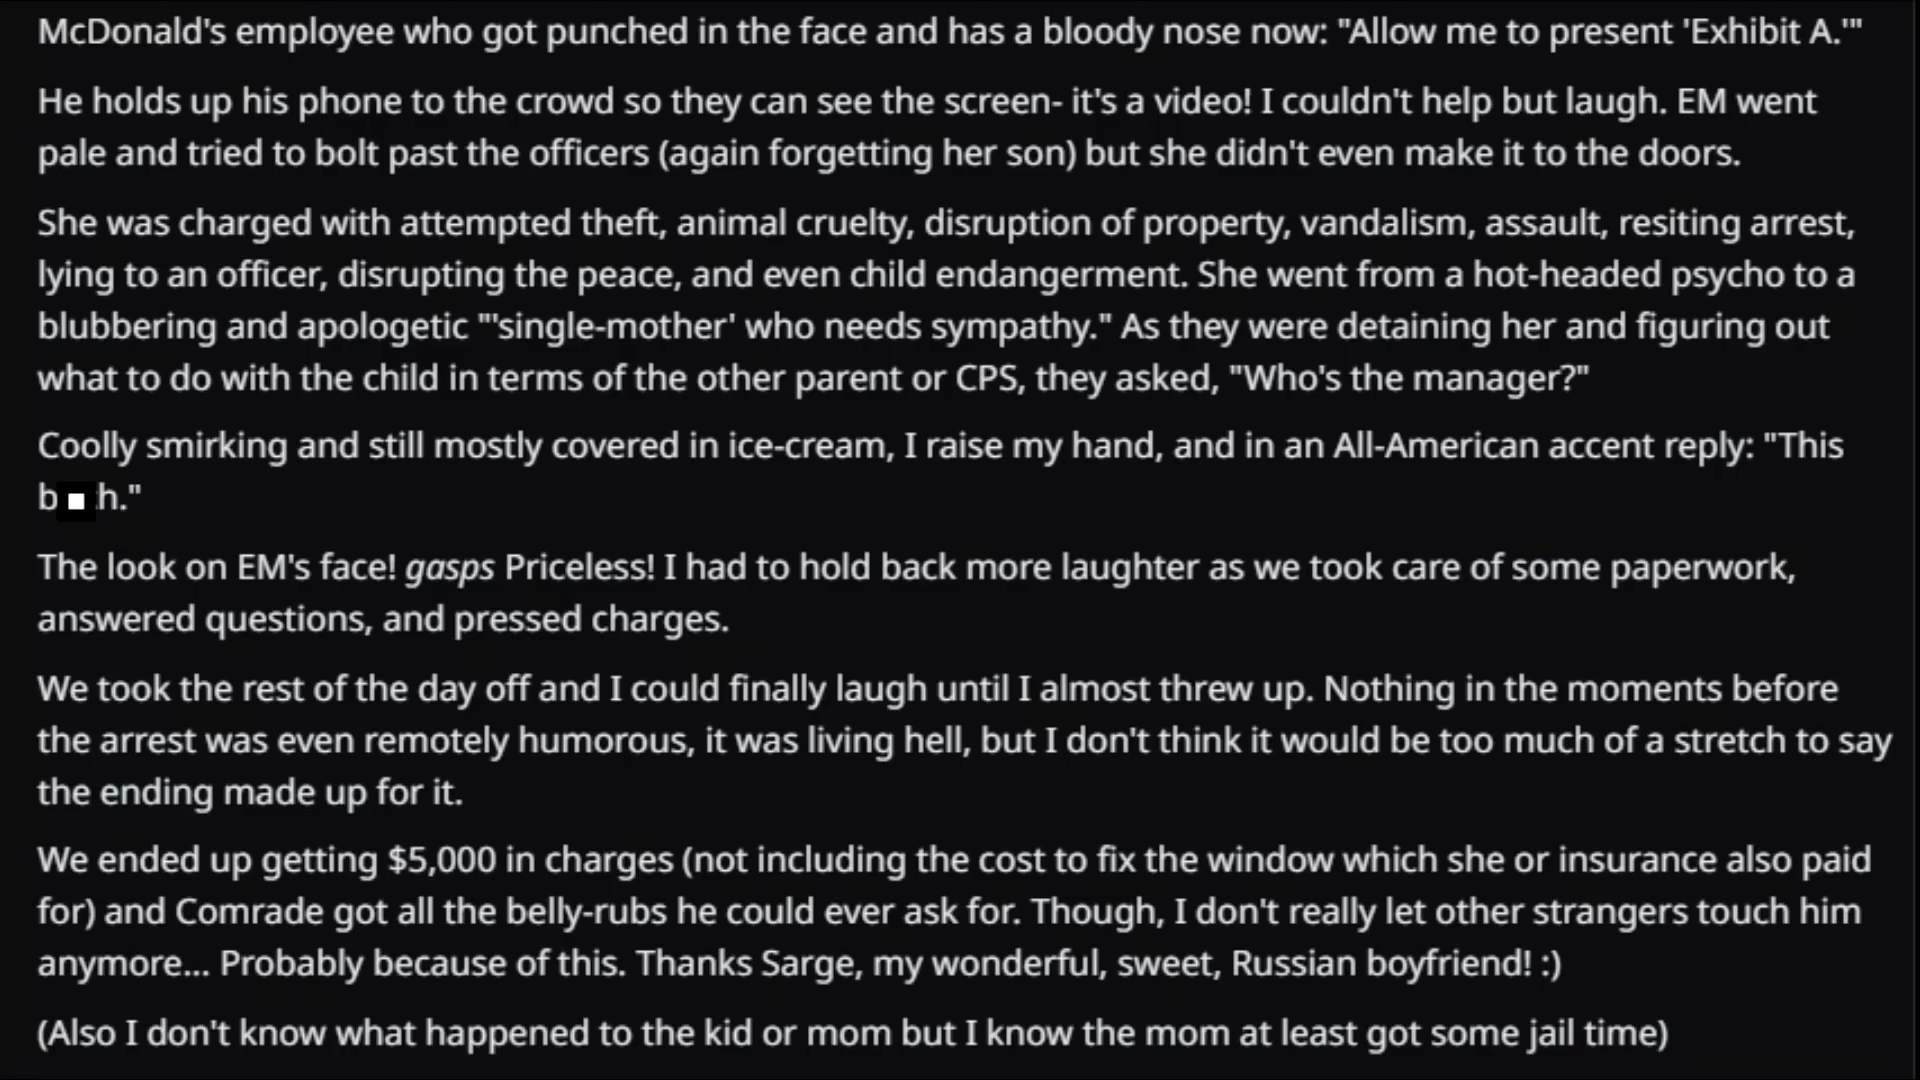 McDonald's employee who got punched in the face and has a bloody nose now: "Allow me to present 'Exhibit A.'"
He holds up his phone to the crowd so they can see the screen- it's a video! I couldn't help but laugh. EM went
pale and tried to bolt past the officers (again forgetting her son) but she didn't even make it to the doors.
She was charged with attempted theft, animal cruelty, disruption of property, vandalism, assault, resiting arrest,
lying to an officer, disrupting the peace, and even child endangerment. She went from a hot-headed psycho to a
blubbering and apologetic "'single-mother' who needs sympathy." As they were detaining her and figuring out
what to do with the child in terms of the other parent or CPS, they asked, "Who's the manager?"
Coolly smirking and still mostly covered in ice-cream, I raise my hand, and in an All-American accent reply: "This
b h."
The look on EM's face! gasps Priceless! I had to hold back more laughter as we took care of some paperwork,
answered questions, and pressed charges.
We took the rest of the day off and I could finally laugh until I almost threw up. Nothing in the moments before
the arrest was even remotely humorous, it was living hell, but I don't think it would be too much of a stretch to say
the ending made up for it.
We ended up getting $5,000 in charges (not including the cost to fix the window which she or insurance also paid
for) and Comrade got all the belly-rubs he could ever ask for. Though, I don't really let other strangers touch him
anymore... Probably because of this. Thanks Sarge, my wonderful, sweet, Russian boyfriend! :)
(Also I don't know what happened to the kid or mom but I know the mom at least got some jail time)